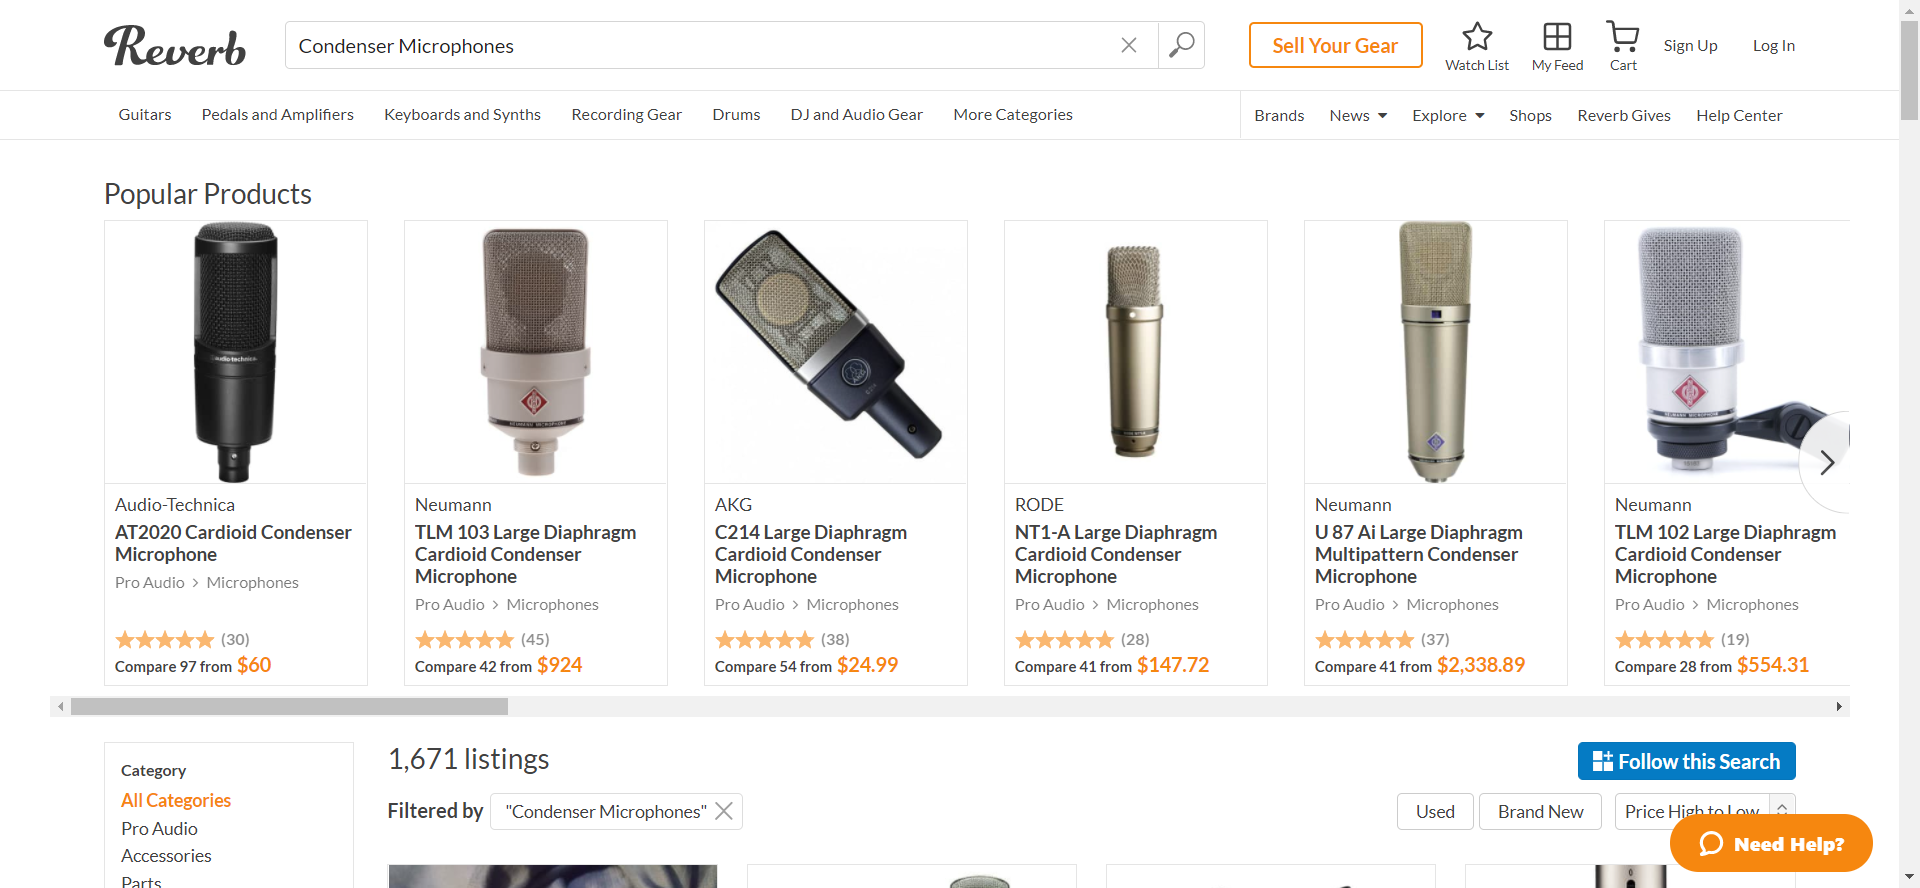 Reverb
Condenser Microphones
Sell Your Gear
Watch List
My Feed
Cart
Sign Up
Log In
Guitars
Pedals and Amplifiers
Keyboards and Synths
Recording Gear
Drums
DJ and Audio Gear
More Categories
Brands
News
Explore
Shops
Reverb Gives
Help Center
Popular Products
audio-technica
Audio-Technica
AT2020 Cardioid Condenser
Microphone
Pro Audio > Microphones
(30)
Compare 97 from $60
Neumann
TLM 103 Large Diaphragm
Cardioid Condenser
Microphone
Pro Audio > Microphones
(45)
Compare 42 from $924
AKG
AKG
C214 Large Diaphragm
Cardioid Condenser
Microphone
Pro Audio > Microphones
(38)
Compare 54 from $24.99
RODE
NT1-A Large Diaphragm
Cardioid Condenser
Microphone
Pro Audio > Microphones
(28)
Compare 41 from $147.72
Neumann
U 87 Ai Large Diaphragm
Multipattern Condenser
Microphone
Pro Audio > Microphones
(37)
Compare 41 from $2,338.89
Neumann
TLM 102 Large Diaphragm
Cardioid Condenser
Microphone
Pro Audio > Microphones
(19)
Compare 28 from $554.31
Category
All Categories
Pro Audio
Accessories
Parts
1,671 listings
Follow this Search
Filtered by
"Condenser Microphones"
Used
Brand New
Price High to Low
Need Help?